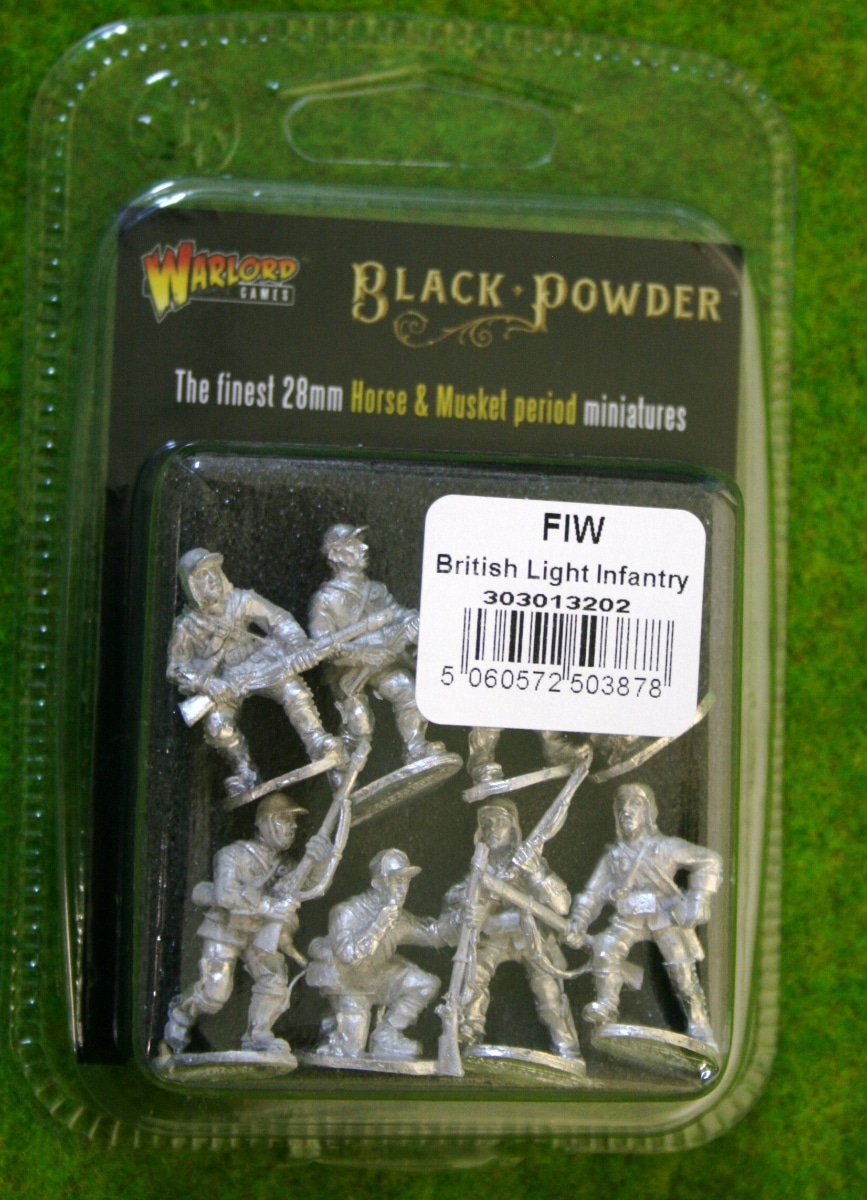 WARLORD
GAMES
BLACK POWDER
The finest 28mm Horse & Musket period miniatures
FIW
British Light Infantry
303013202
5 060572 503878